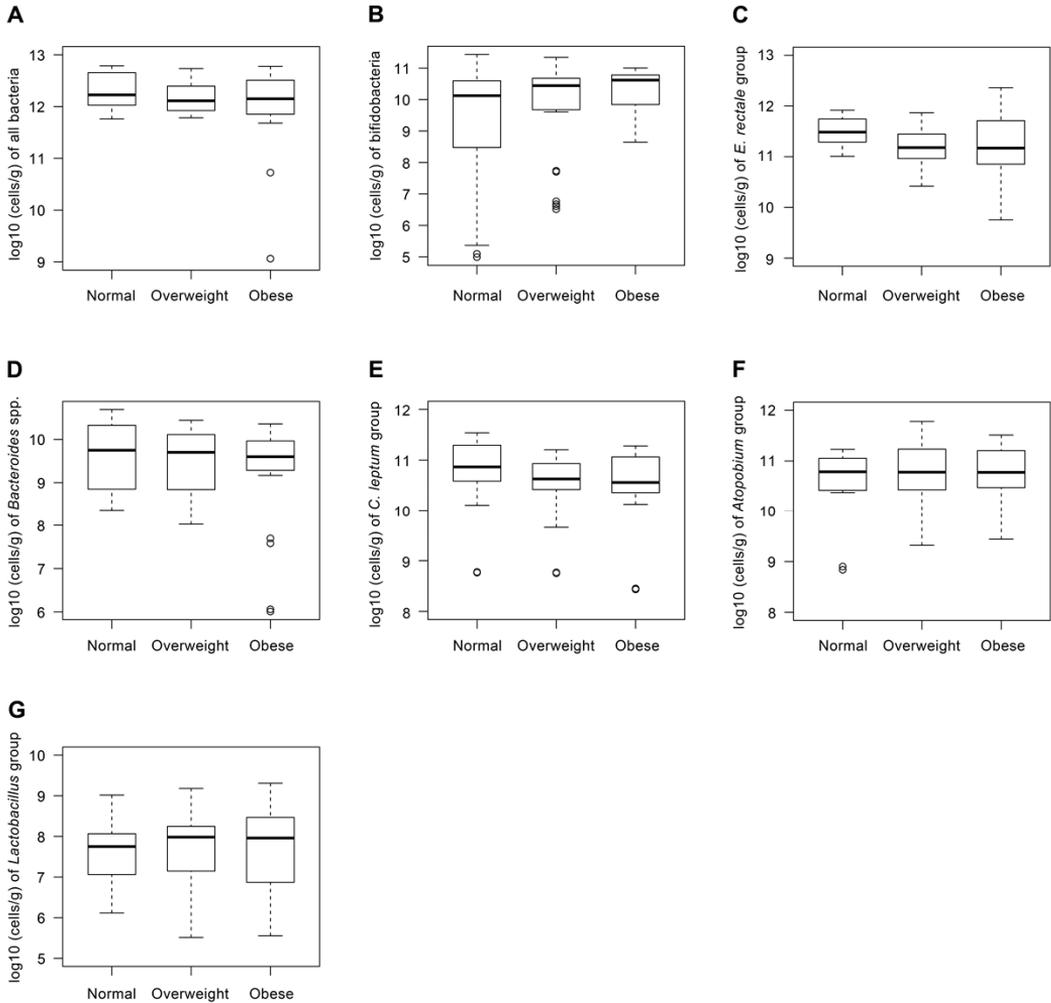 A
B
C
log10 (cells/g) of all bacteria
13
12
11
10
9
Normal Overweight Obese
log10 (cells/g) of bifidobacteria
11
10
9
8
7
6
5
Normal Overweight Obese
log10 (cells/g) of E. rectale group
13
12
11
10
9
Normal Overweight Obese
D
E
F
log10 (cells/g) of Bacteroides spp.
10
9
8
7
6
Normal Overweight Obese
log10 (cells/g) of C. leptum group
12
11
10
9
8
Normal Overweight Obese
log10 (cells/g) of Atopobium group
12
11
10
9
8
Normal Overweight Obese
G
log10 (cells/g) of Lactobacillus group
10
9
8
7
6
5
Normal Overweight Obese